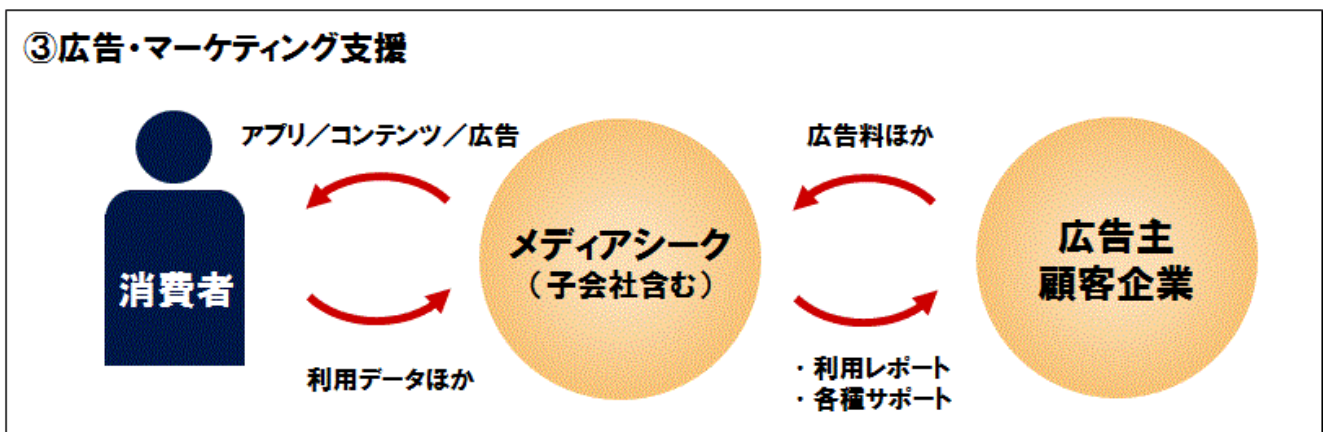 ③広告・マーケティング支援
アプリ／コンテンツ／広告
広告料ほか
消費者
メディアシーク
（子会社含む）
広告主
顧客企業
利用データほか
・利用レポート
・各種サポート